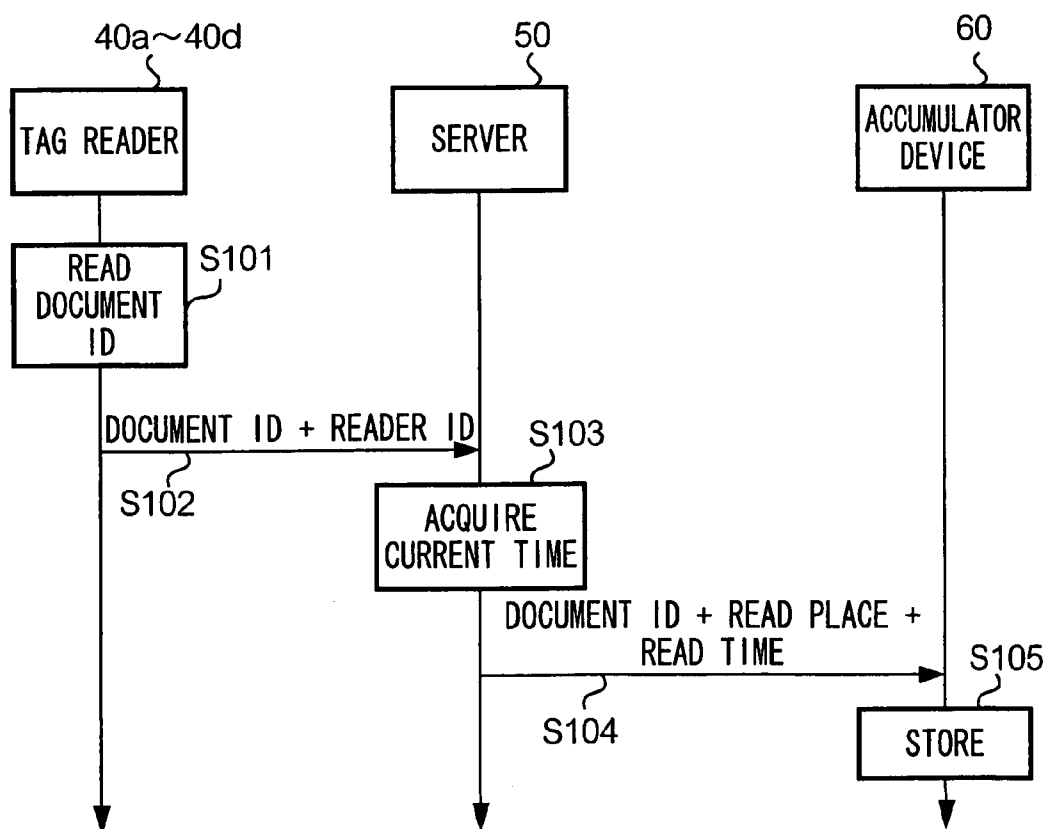 40a～40d
50
60
TAG READER
SERVER
ACCUMULATOR
DEVICE
S101
READ
DOCUMENT
ID
DOCUMENT ID + READER ID
S102
S103
ACQUIRE
CURRENT TIME
DOCUMENT ID + READ PLACE +
READ TIME
S104
S105
STORE